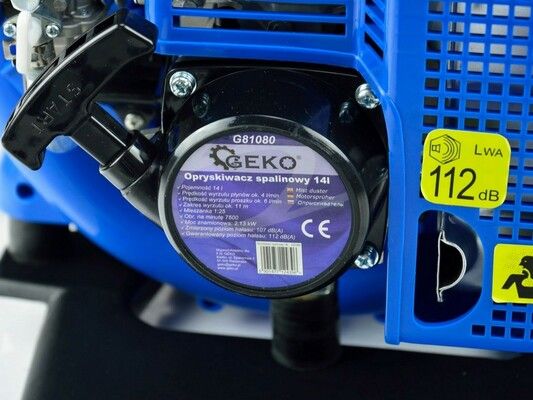 START
G81080
GEKO
Opryskiwacz spalinowy 14l
Pojemność 14 l
Prędkość wyrzutu płynów ok. 4 l/min
Prędkość wyrzutu proszku ok. 6 l/min
Zakres wyrzutu ok. 11 m
Mieszanka 1:25
Obr. na minutę 7500
Moc znamionowa: 2,13 kW
Zmierzony poziom hałasu: 107 dB(A)
Gwarantowany poziom hałasu: 112 dB(A)
Mist duster
Motorsprüher
Опрыскиватель
CE
LWA
112 dB